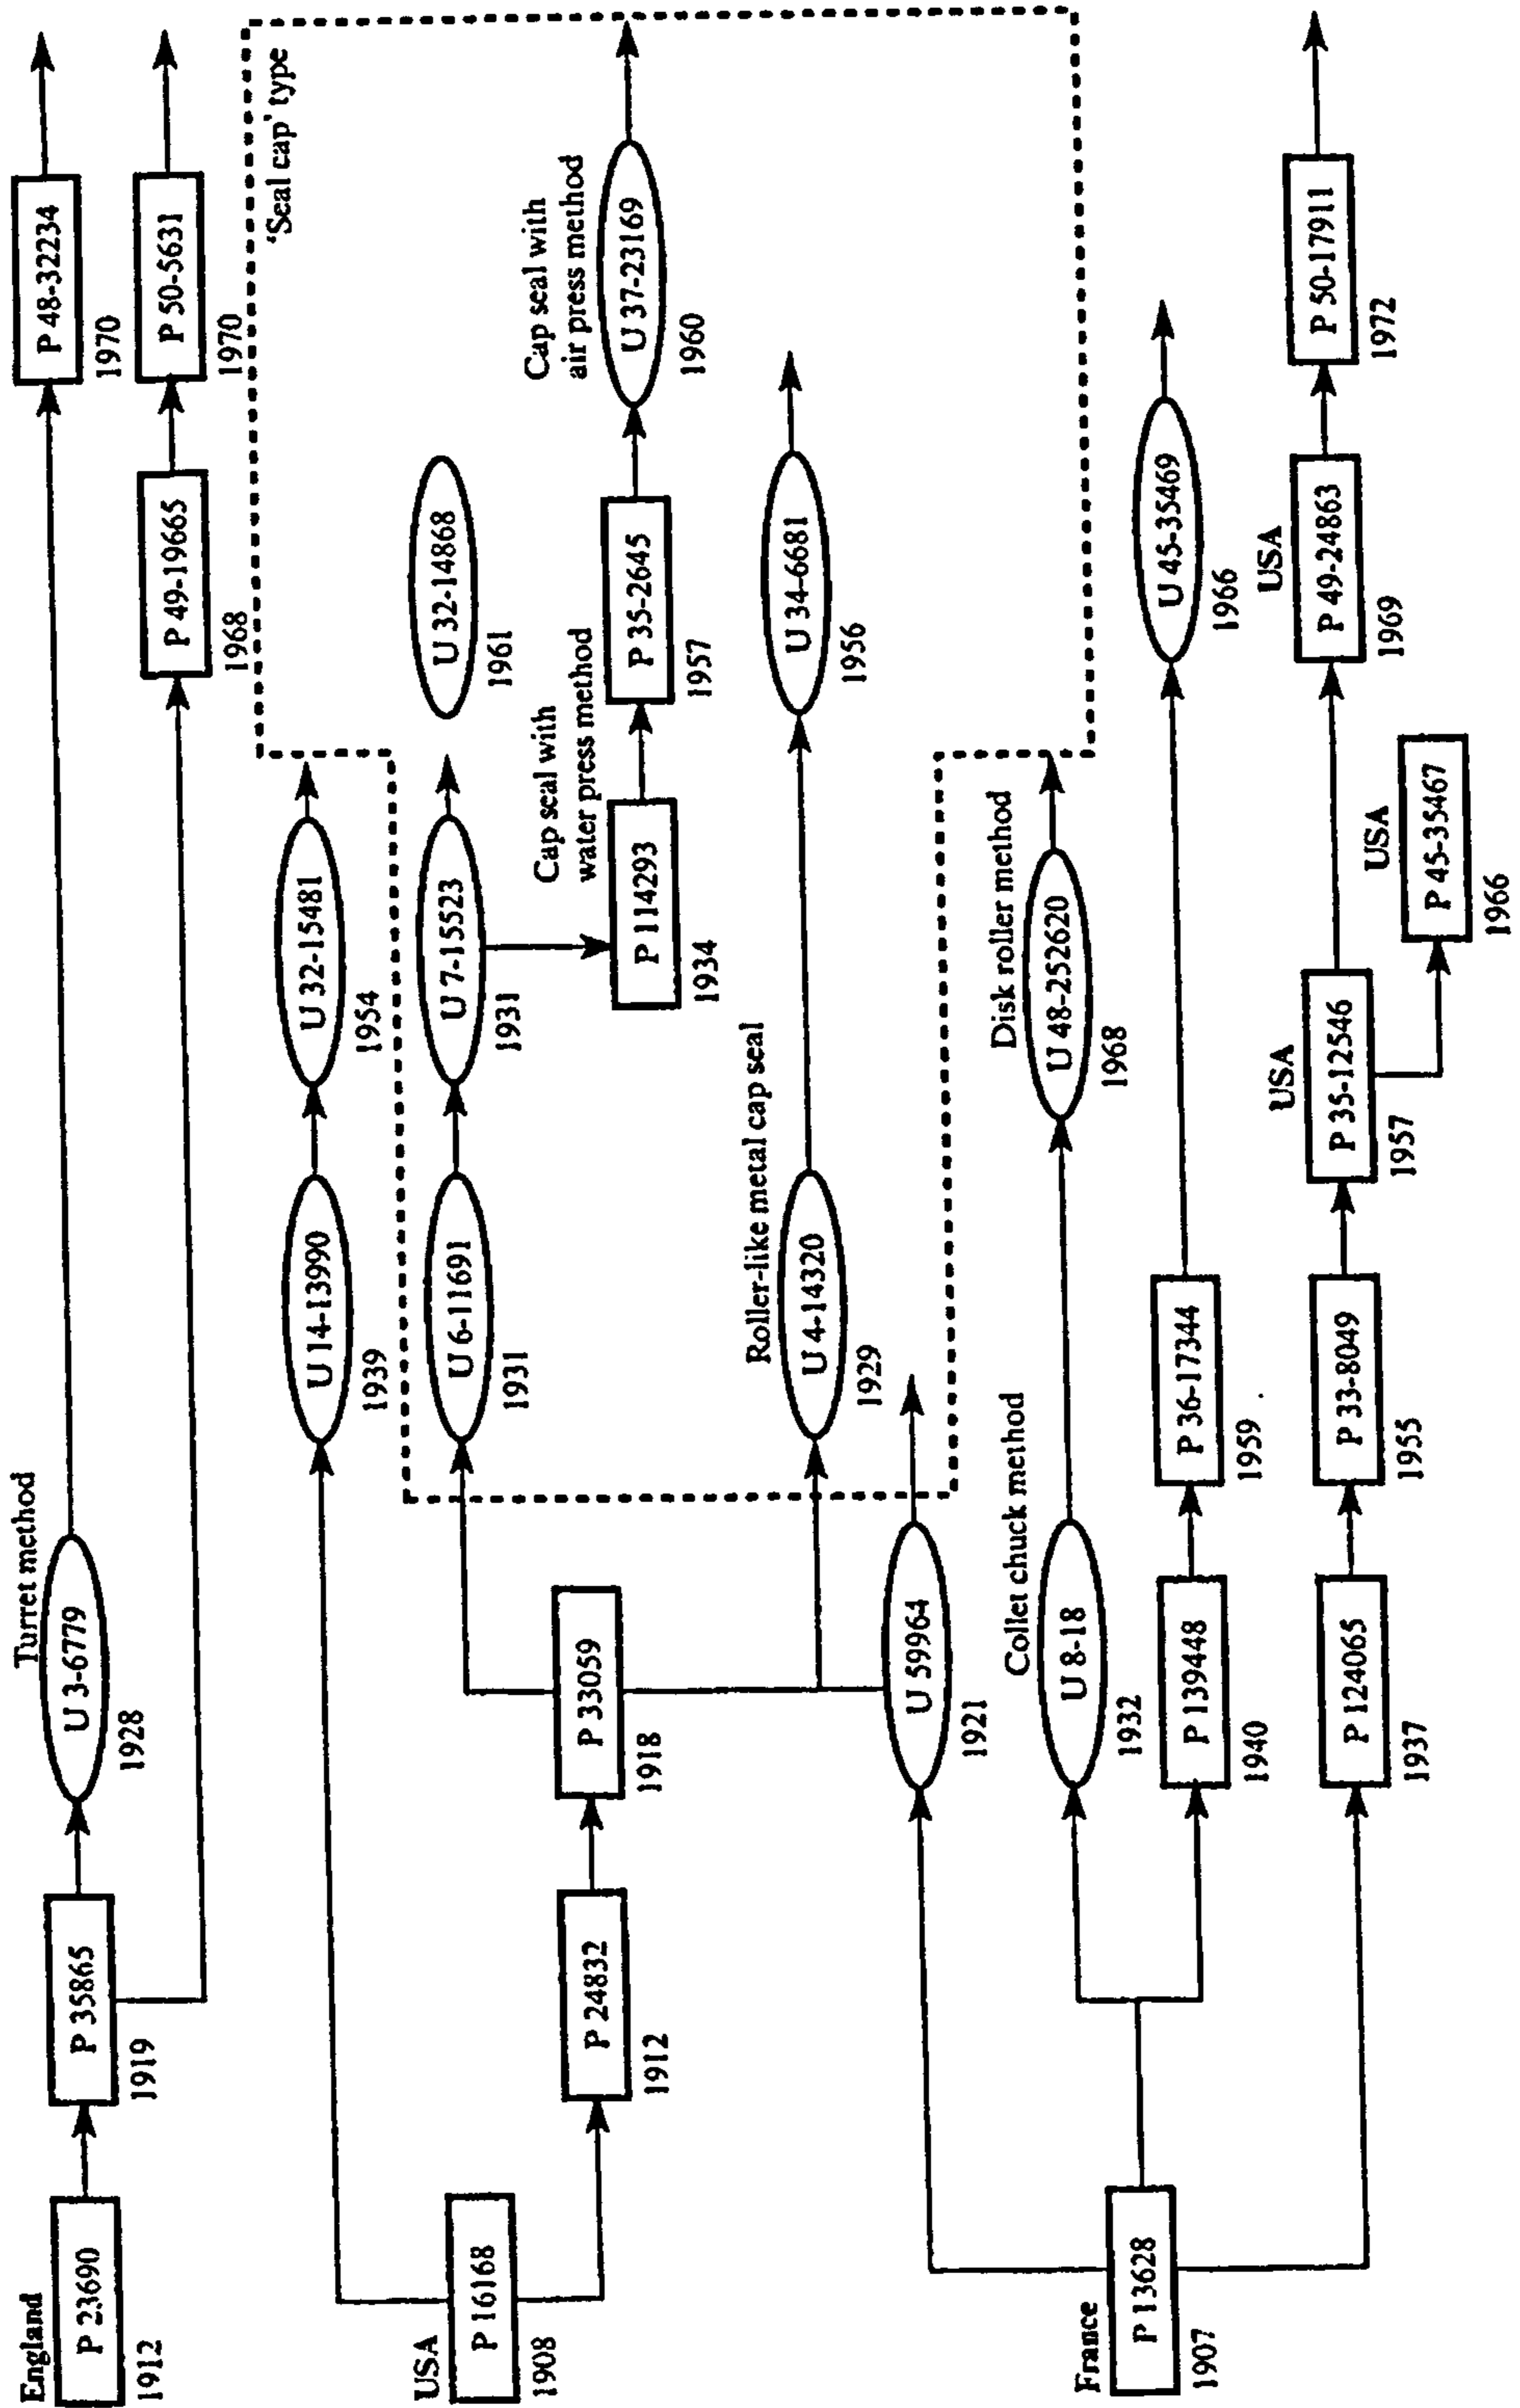 England
P 23690
1912
P 35865
1919
Turret method
U 3-6779
1928
P 48-32234
1970
P 49-19665
1968
P 50-5631
1970
USA
P 16168
1908
U 14-13990
1939
U 32-15481
1954
'Seal cap' type
P 24832
1912
P 33059
1918
U 6-11691
1931
U 7-15523
1931
U 32-14868
1961
Cap seal with
water press method
P 114293
1934
P 35-2645
1957
Cap seal with
air press method
U 37-23169
1960
Roller-like metal cap seal
U 4-14320
1929
U 34-6681
1956
U 59964
1921
France
P 13628
1907
Collet chuck method
U 8-18
1932
Disk roller method
U 48-252620
1968
P 139448
1940
P 36-17344
1959
U 45-35469
1966
P 124065
1937
P 33-8049
1955
USA
P 35-12546
1957
USA
P 45-35467
1966
USA
P 49-24863
1969
P 50-17911
1972